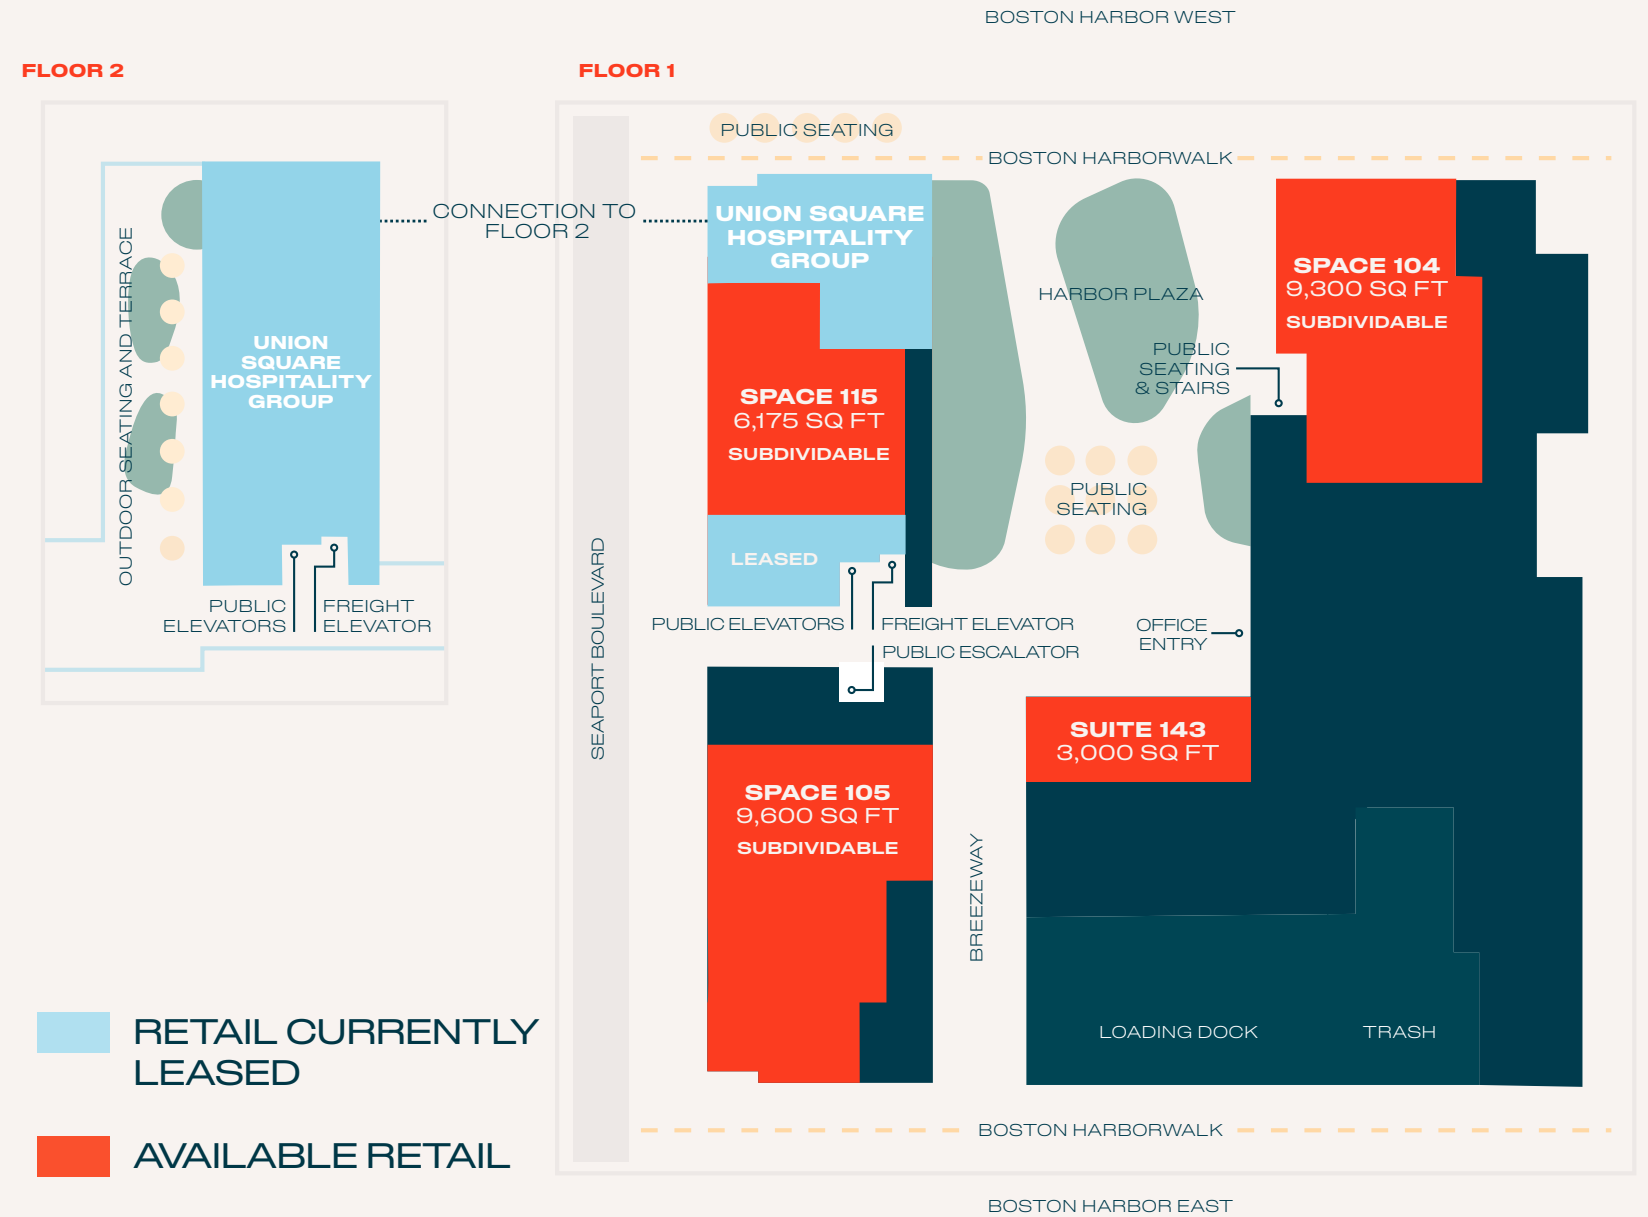 BOSTON HARBOR WEST
FLOOR 2
FLOOR 1
PUBLIC SEATING
BOSTON HARBORWALK
CONNECTION TO
FLOOR 2
UNION SQUARE
HOSPITALITY
GROUP
OUTDOOR SEATING AND TERRACE
UNION
SQUARE
HOSPITALITY
GROUP
PUBLIC
ELEVATORS
FREIGHT
ELEVATOR
SEAPORT BOULEVARD
SPACE 115
6,175 SQ FT
SUBDIVIDABLE
LEASED
PUBLIC ELEVATORS
FREIGHT ELEVATOR
PUBLIC ESCALATOR
HARBOR PLAZA
SPACE 104
9,300 SQ FT
SUBDIVIDABLE
PUBLIC
SEATING
& STAIRS
PUBLIC
SEATING
OFFICE
ENTRY
SUITE 143
3,000 SQ FT
SPACE 105
9,600 SQ FT
SUBDIVIDABLE
BREEZEWAY
LOADING DOCK
TRASH
RETAIL CURRENTLY
LEASED
AVAILABLE RETAIL
BOSTON HARBORWALK
BOSTON HARBOR EAST